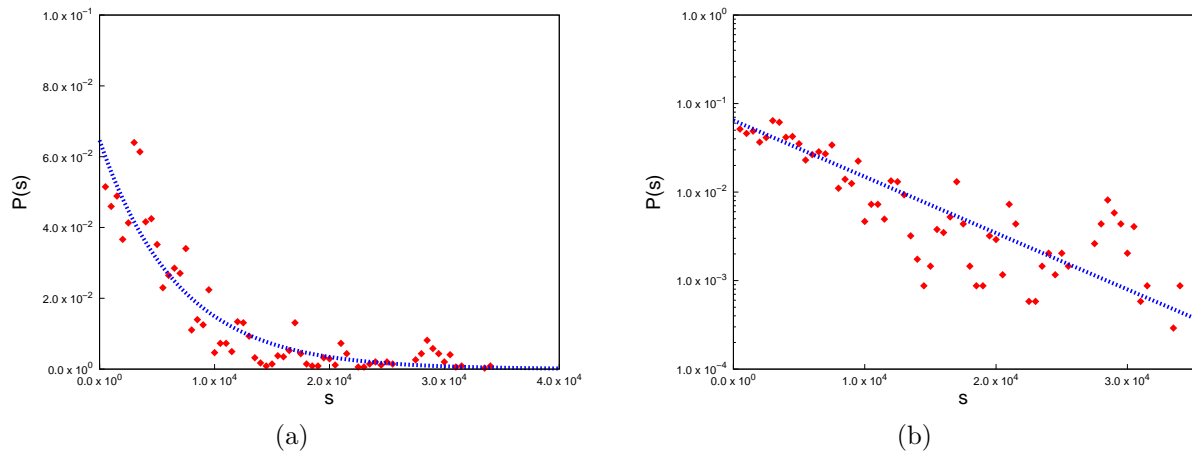 1.0 x 10⁻¹
8.0 x 10⁻²
6.0 x 10⁻²
4.0 x 10⁻²
2.0 x 10⁻²
0.0 x 10⁰
P(s)
0.0 x 10⁰ 1.0 x 10⁴ 2.0 x 10⁴ 3.0 x 10⁴ 4.0 x 10⁴
s
(a)
1.0 x 10⁰
1.0 x 10⁻¹
1.0 x 10⁻²
1.0 x 10⁻³
1.0 x 10⁻⁴
P(s)
0.0 x 10⁰ 1.0 x 10⁴ 2.0 x 10⁴ 3.0 x 10⁴
s
(b)